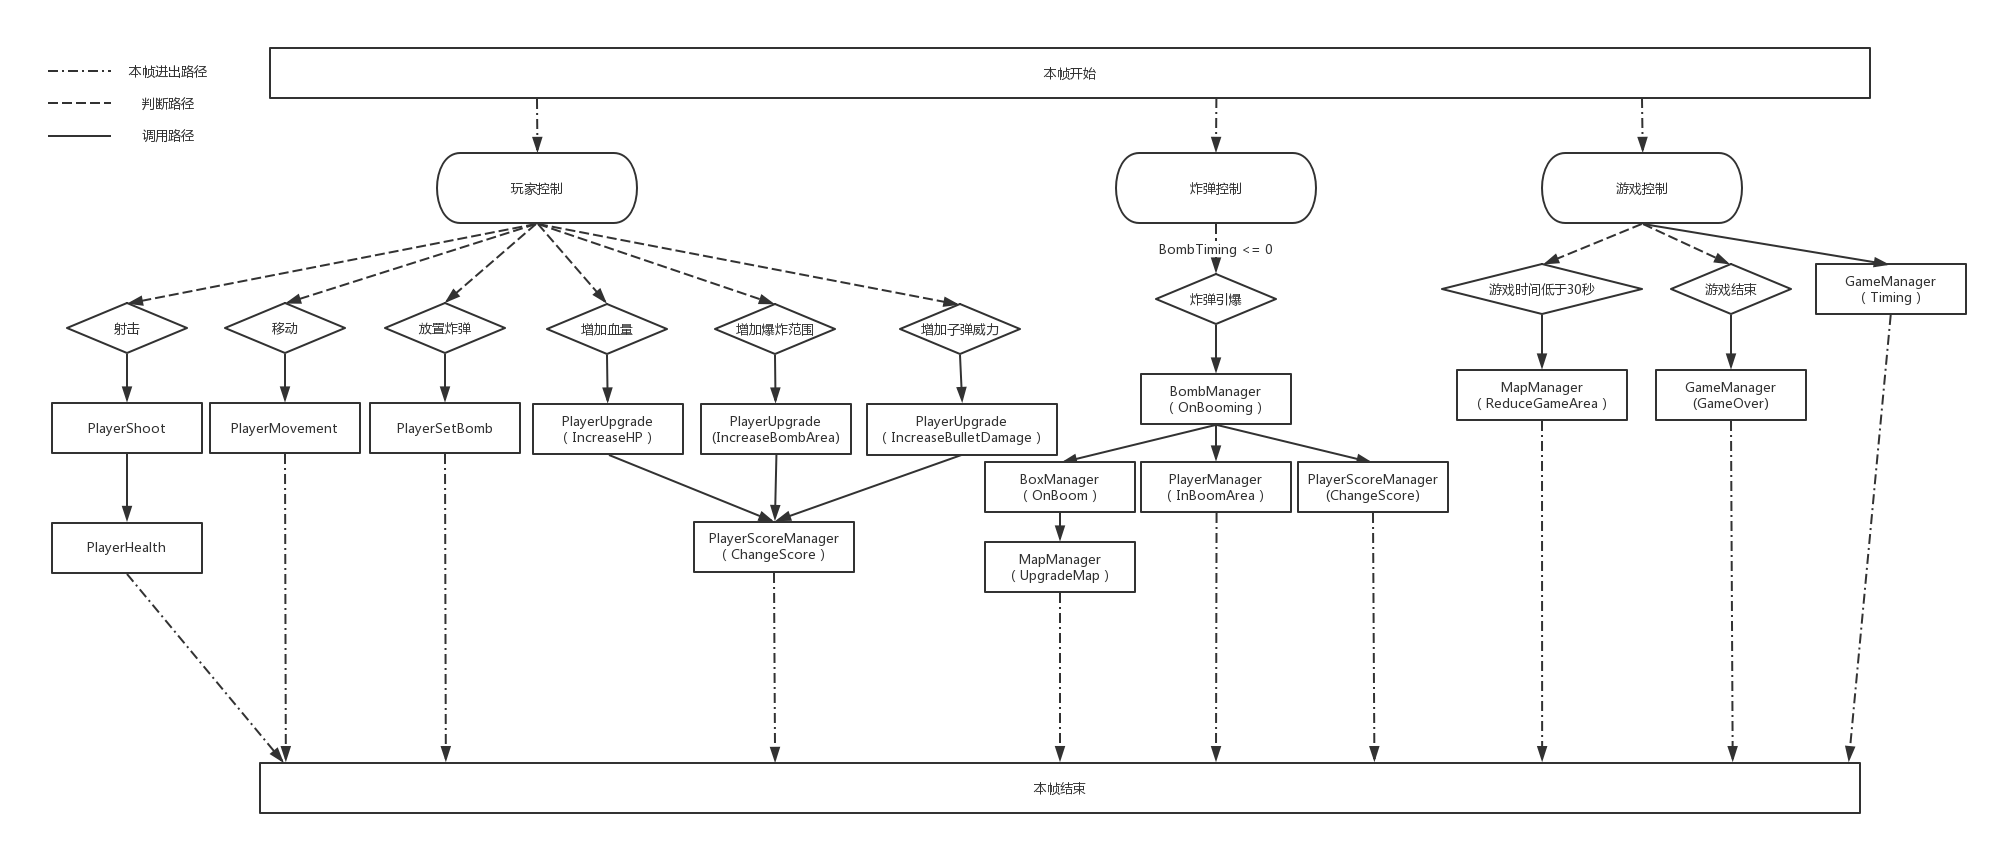 本帧进出路径
判断路径
调用路径
本帧开始
玩家控制
炸弹控制
游戏控制
BombTiming <= 0
射击
移动
放置炸弹
增加血量
增加爆炸范围
增加子弹威力
炸弹引爆
游戏时间低于30秒
游戏结束
GameManager
（Timing）
PlayerShoot
PlayerMovement
PlayerSetBomb
PlayerUpgrade
（IncreaseHP）
PlayerUpgrade
(IncreaseBombArea)
PlayerUpgrade
（IncreaseBulletDamage）
BombManager
（OnBooming）
MapManager
（ReduceGameArea）
GameManager
(GameOver)
BoxManager
（OnBoom）
PlayerManager
（InBoomArea）
PlayerScoreManager
(ChangeScore)
PlayerHealth
PlayerScoreManager
（ChangeScore）
MapManager
（UpgradeMap）
本帧结束